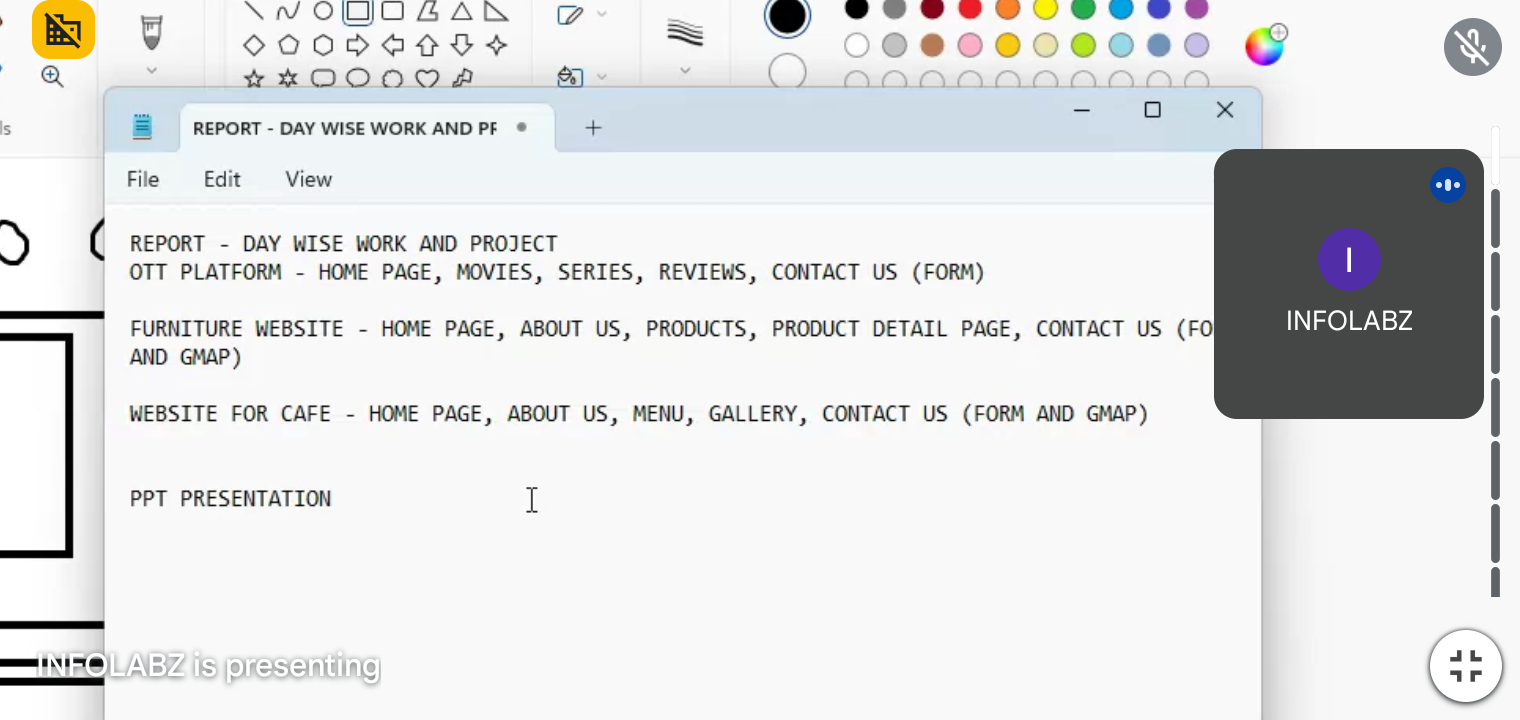 ls
REPORT - DAY WISE WORK AND PR
File Edit View
REPORT - DAY WISE WORK AND PROJECT
OTT PLATFORM - HOME PAGE, MOVIES, SERIES, REVIEWS, CONTACT US (FORM)
FURNITURE WEBSITE - HOME PAGE, ABOUT US, PRODUCTS, PRODUCT DETAIL PAGE, CONTACT US (FO
AND GMAP)
WEBSITE FOR CAFE - HOME PAGE, ABOUT US, MENU, GALLERY, CONTACT US (FORM AND GMAP)
PPT PRESENTATION
I
INFOLABZ
INFOLABZ is presenting